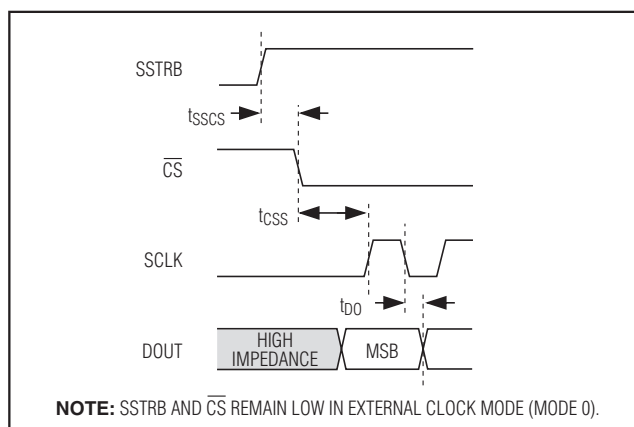 SSTRB
tSSCS
CS
tCSS
SCLK
tDO
DOUT
HIGH
IMPEDANCE
MSB
NOTE: SSTRB AND CS REMAIN LOW IN EXTERNAL CLOCK MODE (MODE 0).